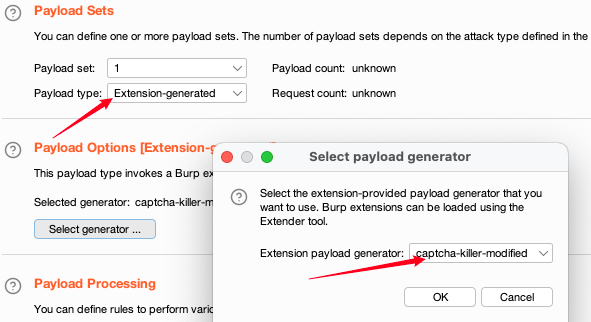 Payload Sets
You can define one or more payload sets. The number of payload sets depends on the attack type defined in the
Payload set: 1 Payload count: unknown
Payload type: Extension-generated Request count: unknown
Payload Options [Extension-g
This payload type invokes a Burp ex
Selected generator: captcha-killer-m
Select generator ...
Payload Processing
You can define rules to perform vario
Select payload generator
Select the extension-provided payload generator that you
want to use. Burp extensions can be loaded using the
Extender tool.
Extension payload generator: captcha-killer-modified
OK Cancel